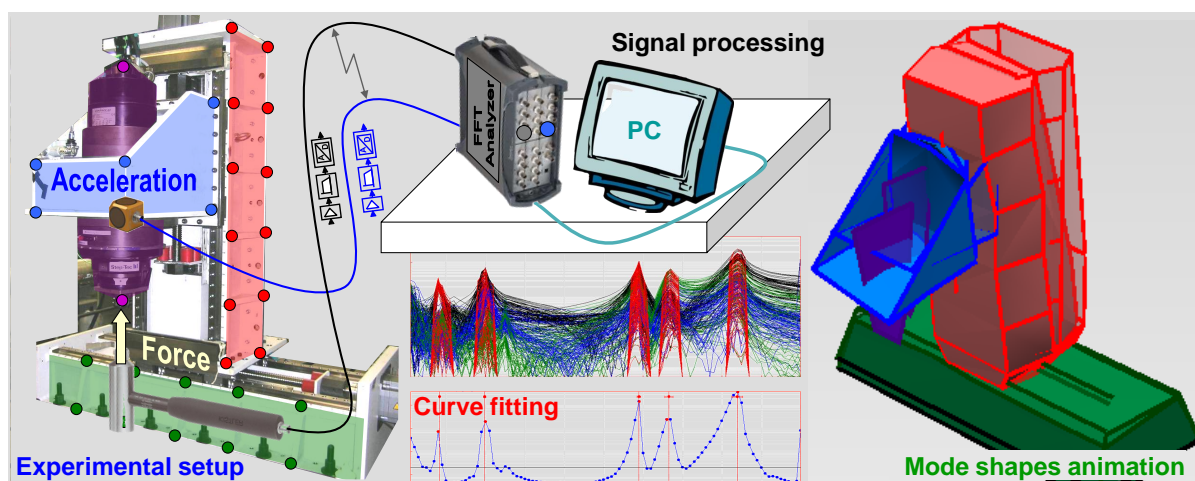 Signal processing
FFT
Analyzer
PC
Acceleration
Force
Curve fitting
Experimental setup
Mode shapes animation